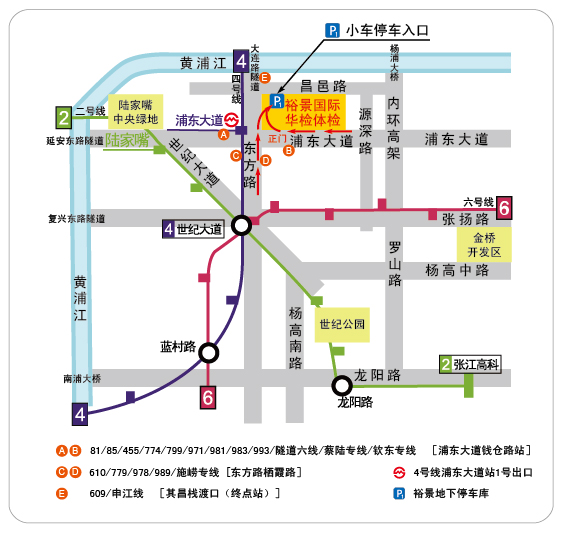 P1 小车停车入口
黄浦江
4
大连路隧道
E
杨浦大桥
昌邑路
四号线
2
二号线
陆家嘴
中央绿地
浦东大道
A
P1
裕景国际
华检体检
正门
B
浦东大道
源深路
内环高架
浦东大道
延安东路隧道
陆家嘴
世纪大道
C
D
东方路
六号线
6
复兴东路隧道
4 世纪大道
张扬路
金桥
开发区
罗山路
杨高中路
黄浦江
杨高南路
世纪公园
蓝村路
2 张江高科
南浦大桥
龙阳路
龙阳路
6
4
A B 81/85/455/774/799/971/981/983/993/隧道六线/蔡陆专线/钦东专线 [浦东大道钱仓路站]
C D 610/779/978/989/施崂专线 [东方路栖霞路]
4号线浦东大道站1号出口
E 609/申江线 [其昌栈渡口（终点站）]
P1 裕景地下停车库